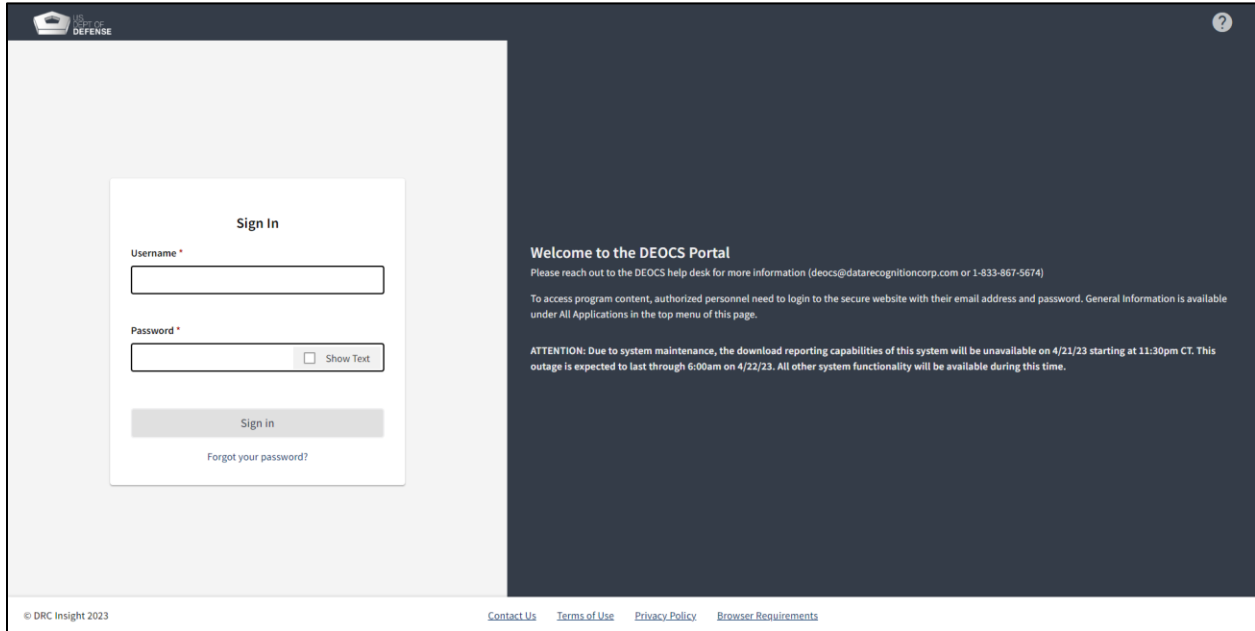 U.S.
DEPT OF
DEFENSE
?
Sign In
Username *
Password *
Show Text
Sign in
Forgot your password?
Welcome to the DEOCS Portal
Please reach out to the DEOCS help desk for more information (deocs@datarecognitioncorp.com or 1-833-867-5674)
To access program content, authorized personnel need to login to the secure website with their email address and password. General Information is available
under All Applications in the top menu of this page.
ATTENTION: Due to system maintenance, the download reporting capabilities of this system will be unavailable on 4/21/23 starting at 11:30pm CT. This
outage is expected to last through 6:00am on 4/22/23. All other system functionality will be available during this time.
© DRC Insight 2023
Contact Us Terms of Use Privacy Policy Browser Requirements